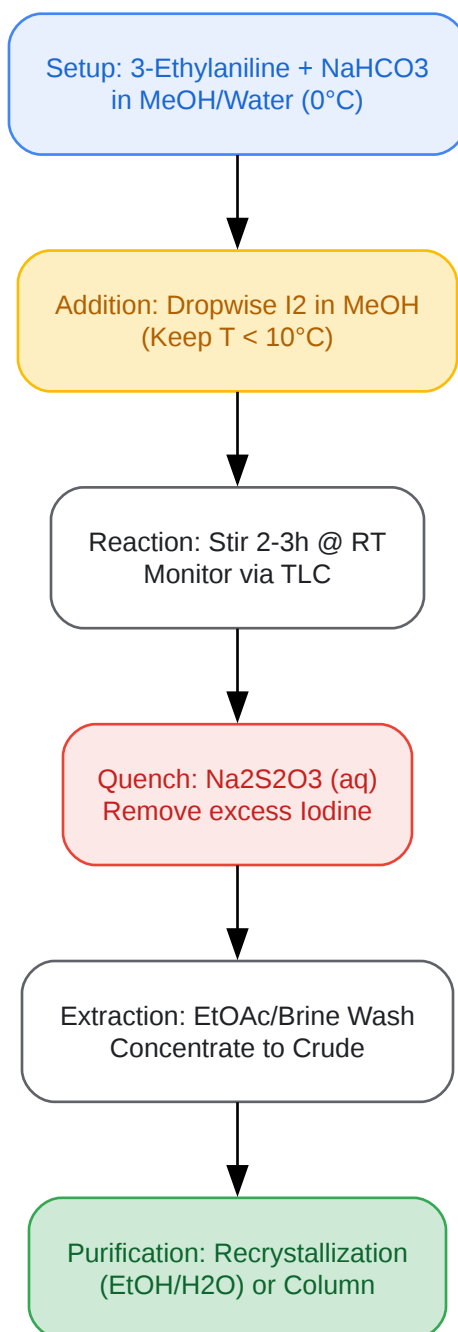 Setup: 3-Ethylaniline + NaHCO3
in MeOH/Water (0°C)
Addition: Dropwise I2 in MeOH
(Keep T < 10°C)
Reaction: Stir 2-3h @ RT
Monitor via TLC
Quench: Na2S2O3 (aq)
Remove excess Iodine
Extraction: EtOAc/Brine Wash
Concentrate to Crude
Purification: Recrystallization
(EtOH/H2O) or Column